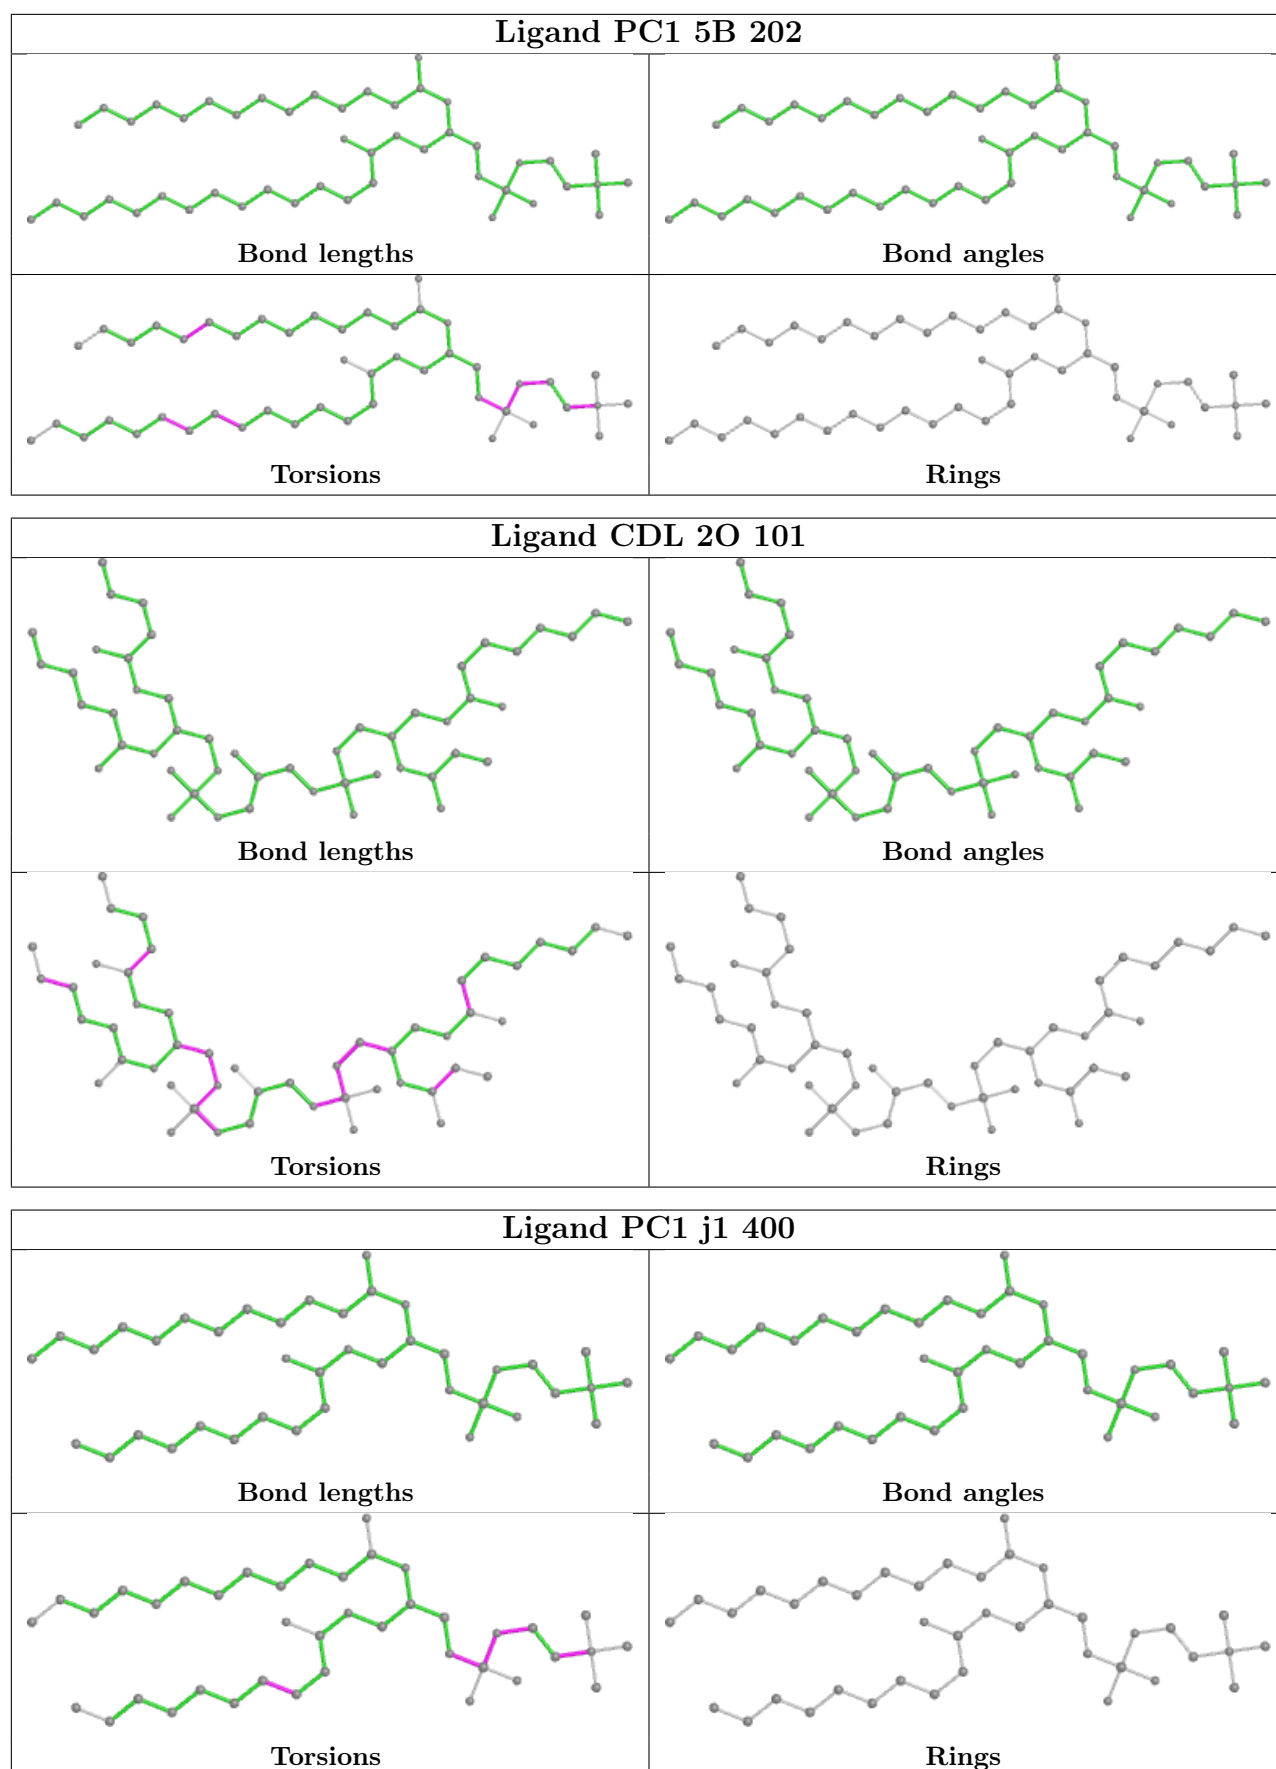 Ligand PC1 5B 202
Bond lengths
Bond angles
Torsions
Rings
Ligand CDL 2O 101
Bond lengths
Bond angles
Torsions
Rings
Ligand PC1 j1 400
Bond lengths
Bond angles
Torsions
Rings